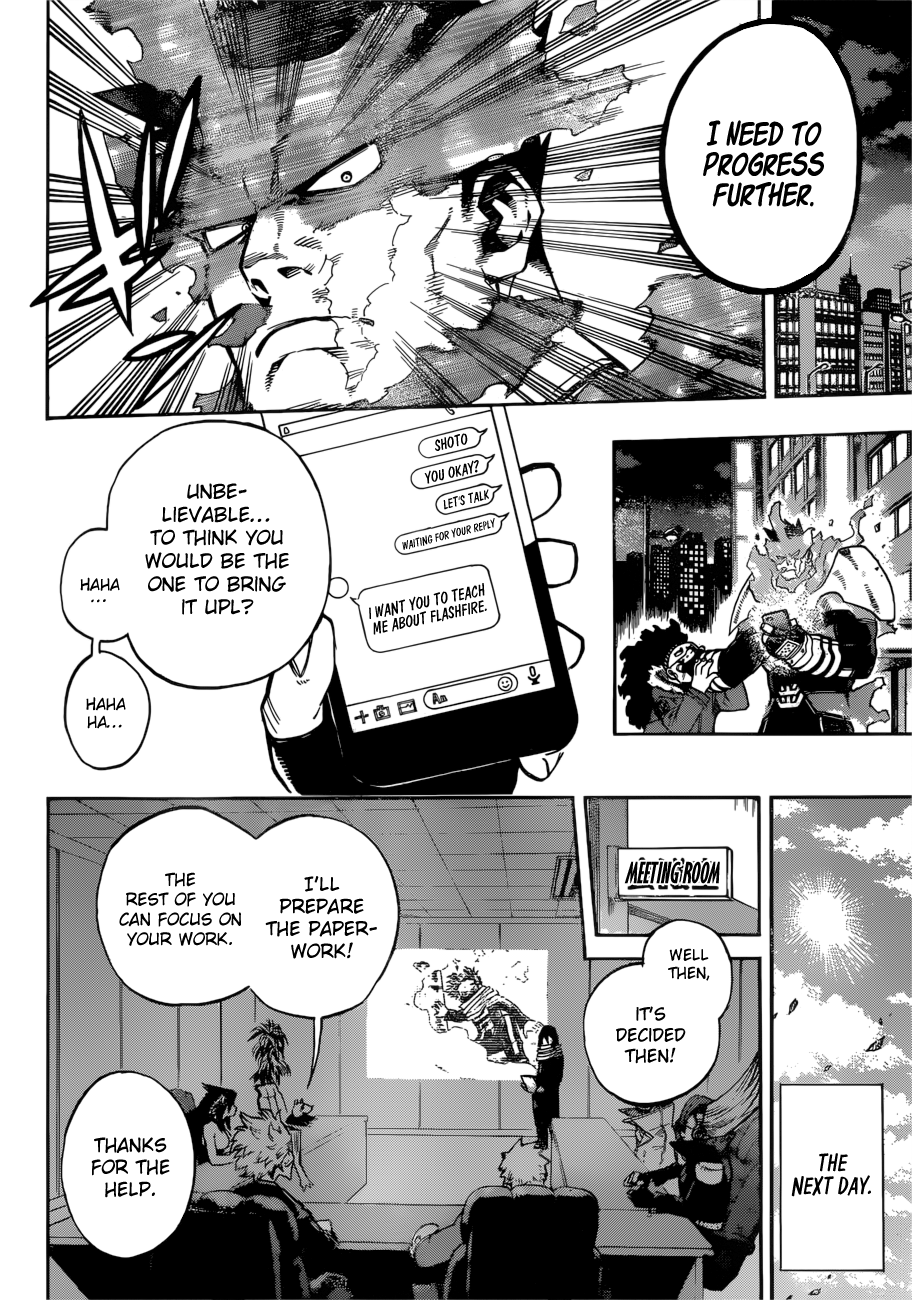 I NEED TO
PROGRESS
FURTHER.
SHOTO
YOU OKAY?
LET'S TALK
WAITING FOR YOUR REPLY
I WANT YOU TO TEACH
ME ABOUT FLASHFIRE.
Aa
UNBE-
LIEVABLE...
TO THINK YOU
WOULD BE THE
ONE TO BRING
IT UPL?
HAHA
...
HAHA
HA...
THE
NEXT DAY.
MEETING ROOM
WELL
THEN,
IT'S
DECIDED
THEN!
I'LL
PREPARE
THE PAPER-
WORK!
THE
REST OF YOU
CAN FOCUS ON
YOUR WORK.
THANKS
FOR THE
HELP.